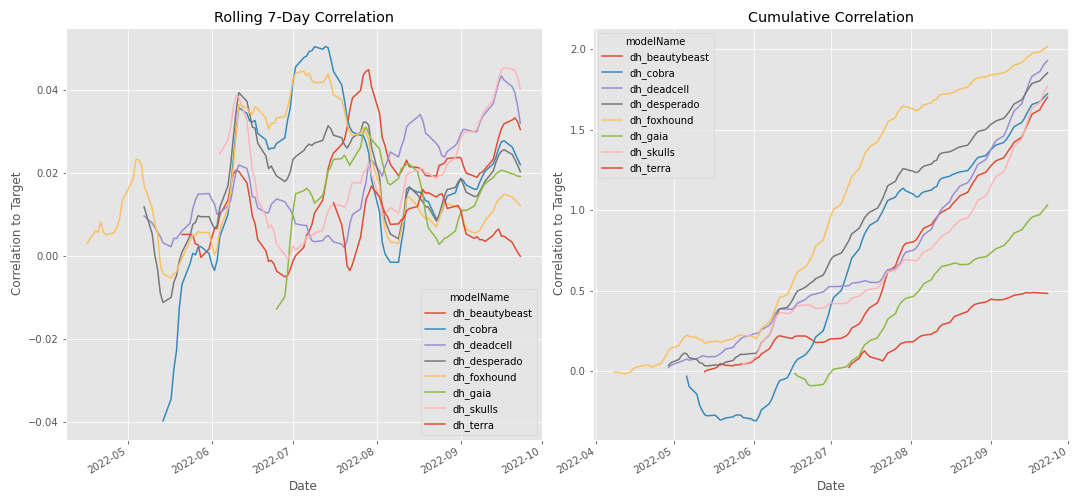 Rolling 7-Day Correlation
Correlation to Target
0.04
0.02
0.00
−0.02
−0.04
modelName
dh_beautybeast
dh_cobra
dh_deadcell
dh_desperado
dh_foxhound
dh_gaia
dh_skulls
dh_terra
2022-05
2022-06
2022-07
2022-08
2022-09
2022-10
Date
Cumulative Correlation
Correlation to Target
2.0
1.5
1.0
0.5
0.0
modelName
dh_beautybeast
dh_cobra
dh_deadcell
dh_desperado
dh_foxhound
dh_gaia
dh_skulls
dh_terra
2022-04
2022-05
2022-06
2022-07
2022-08
2022-09
2022-10
Date